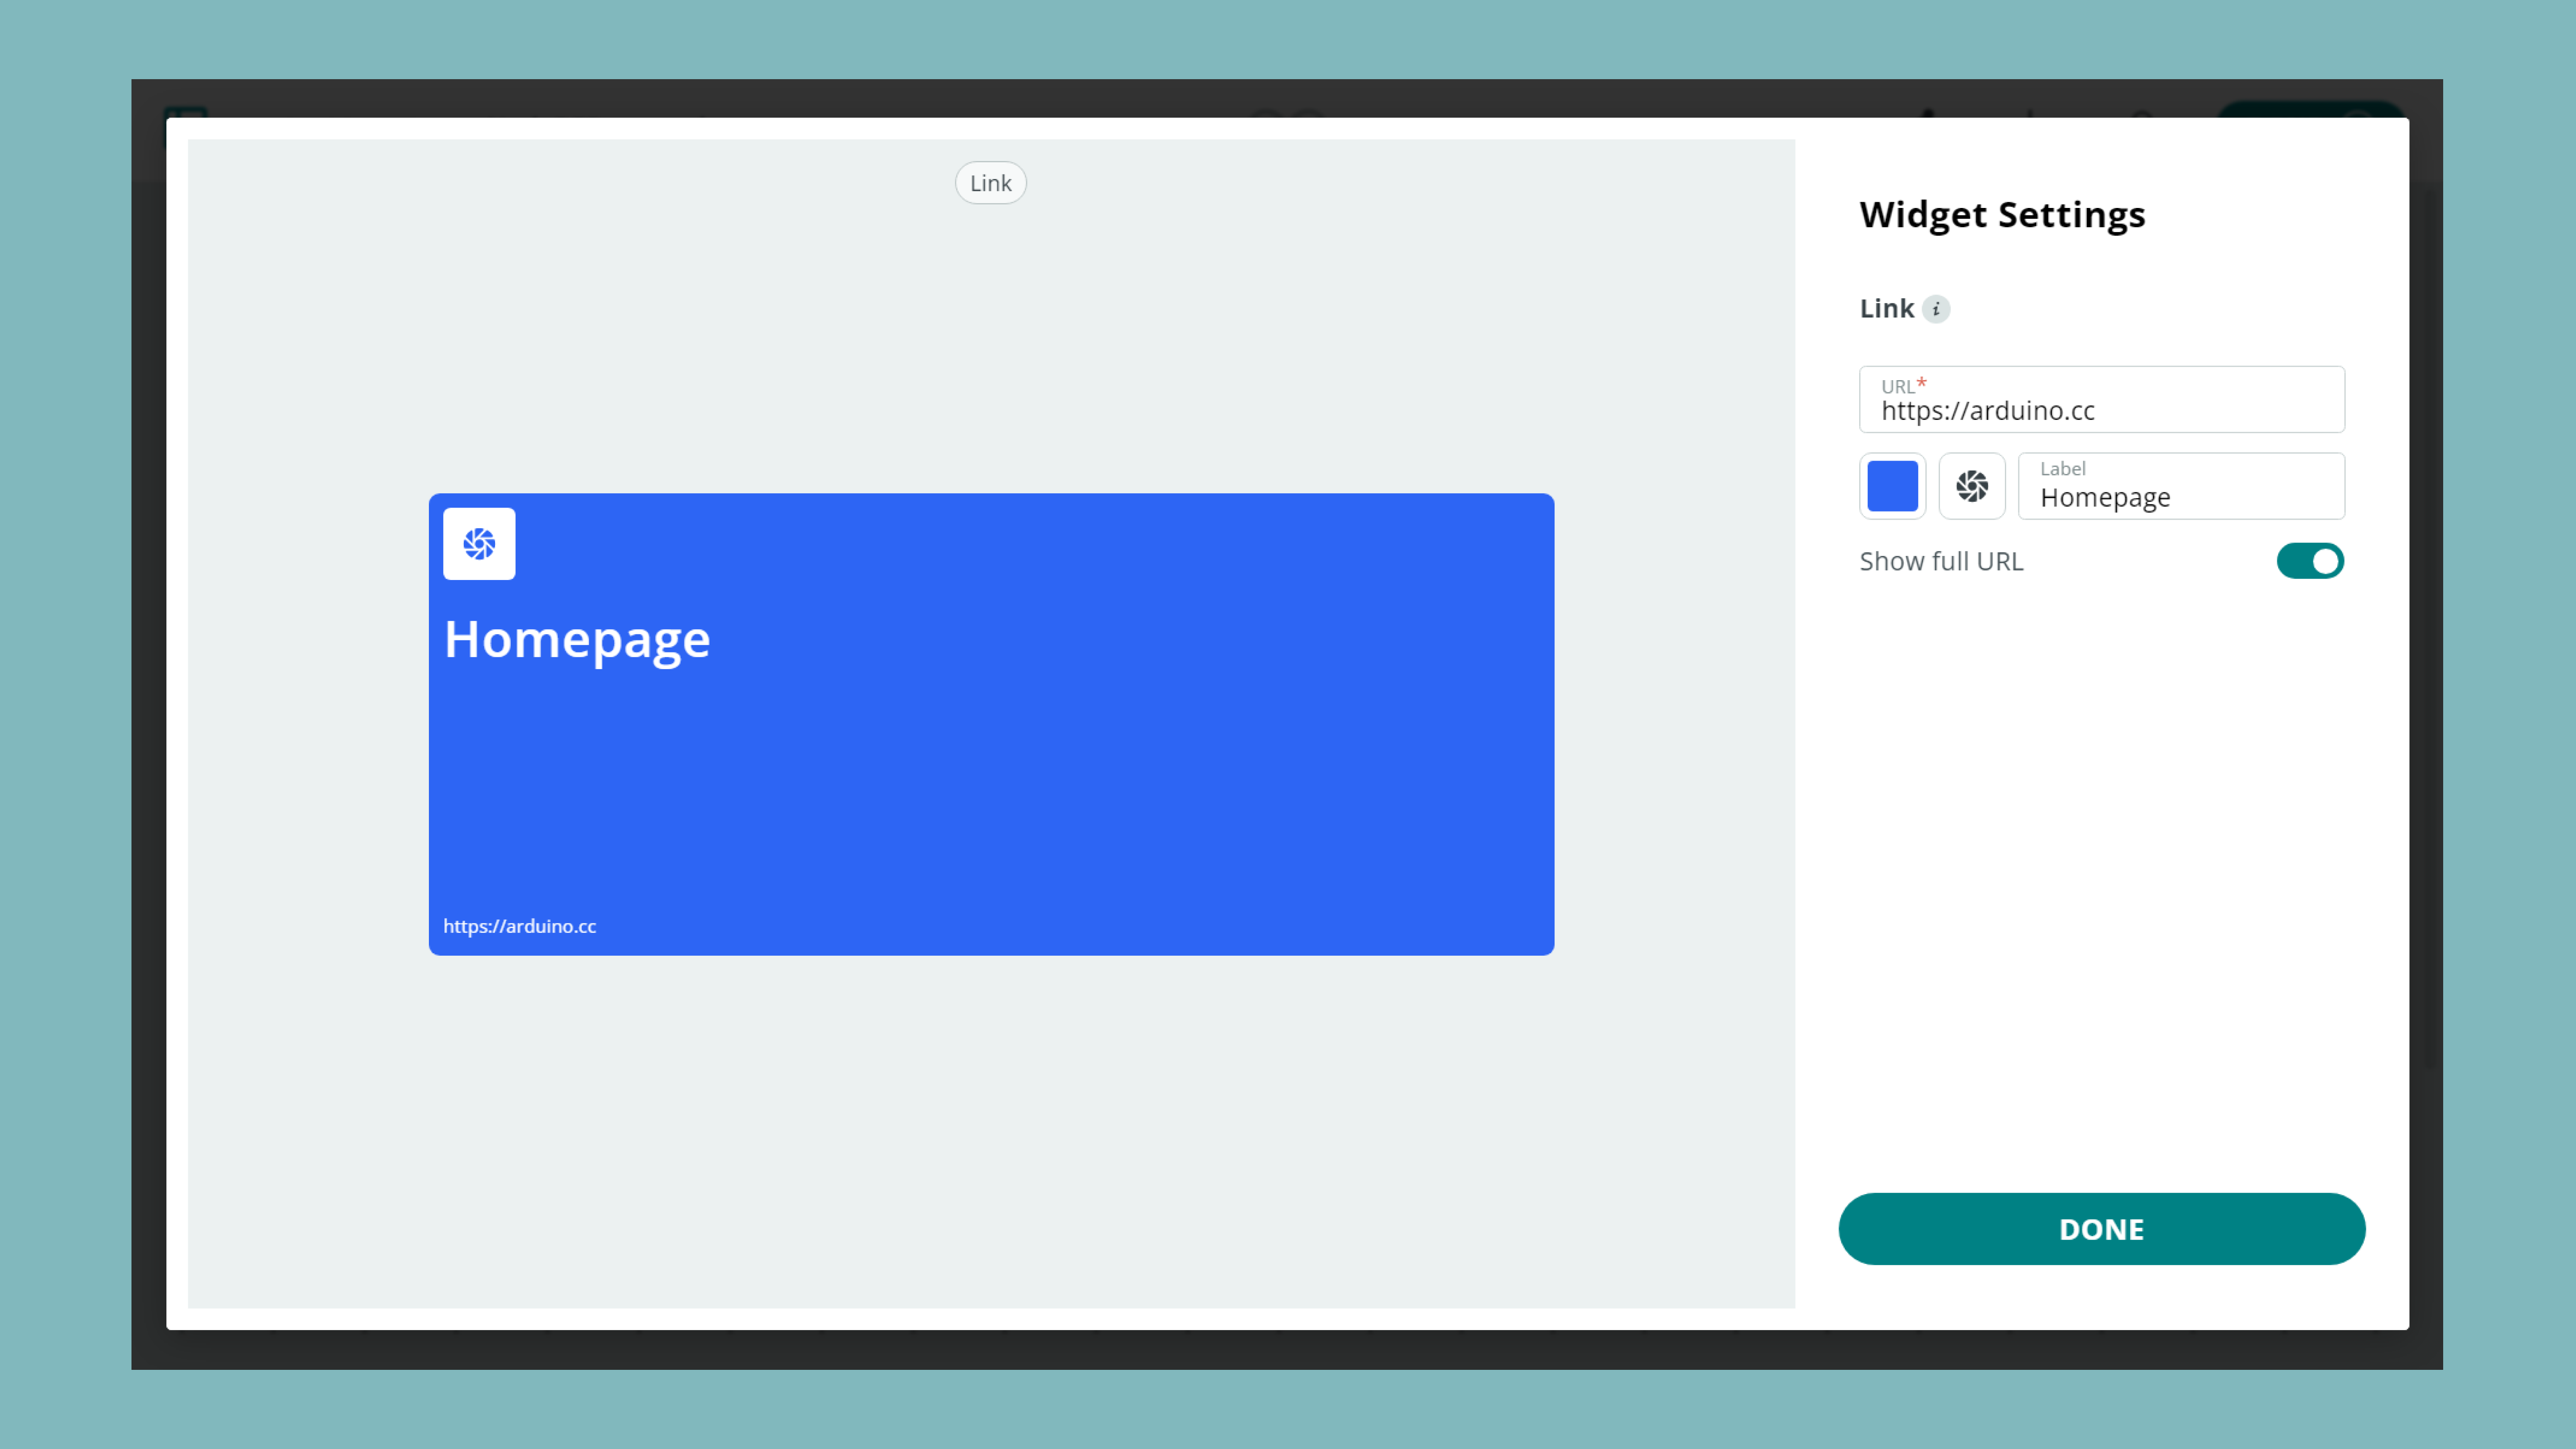 Link
Homepage
https://arduino.cc
Widget Settings
Link i
URL*
https://arduino.cc
Label
Homepage
Show full URL
DONE